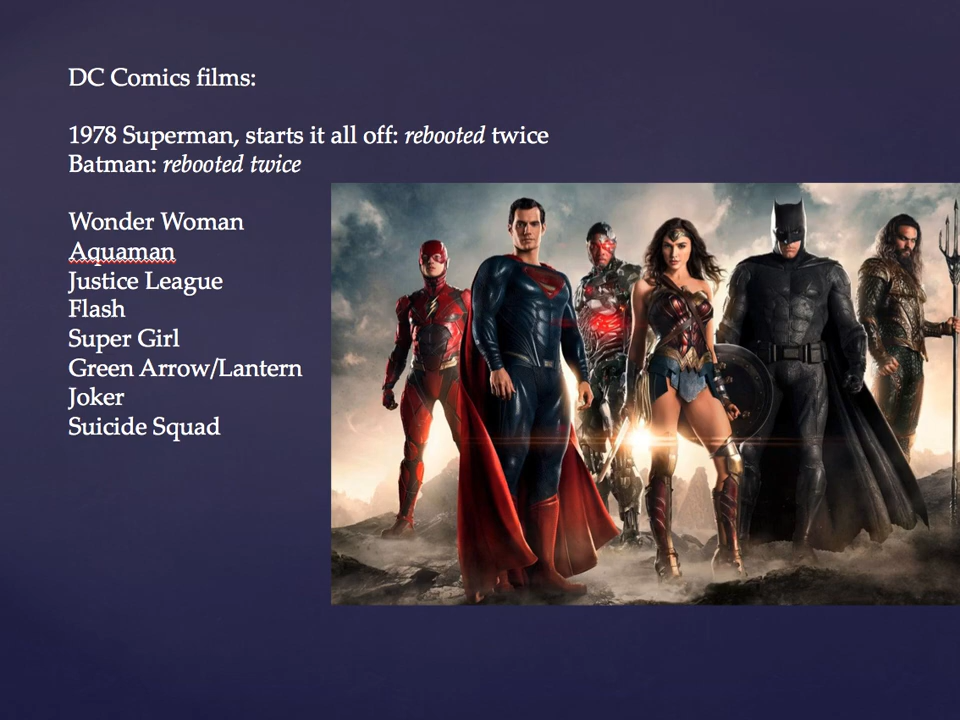 DC Comics films:
1978 Superman, starts it all off: rebooted twice
Batman: rebooted twice
Wonder Woman
Aquaman
Justice League
Flash
Super Girl
Green Arrow/Lantern
Joker
Suicide Squad